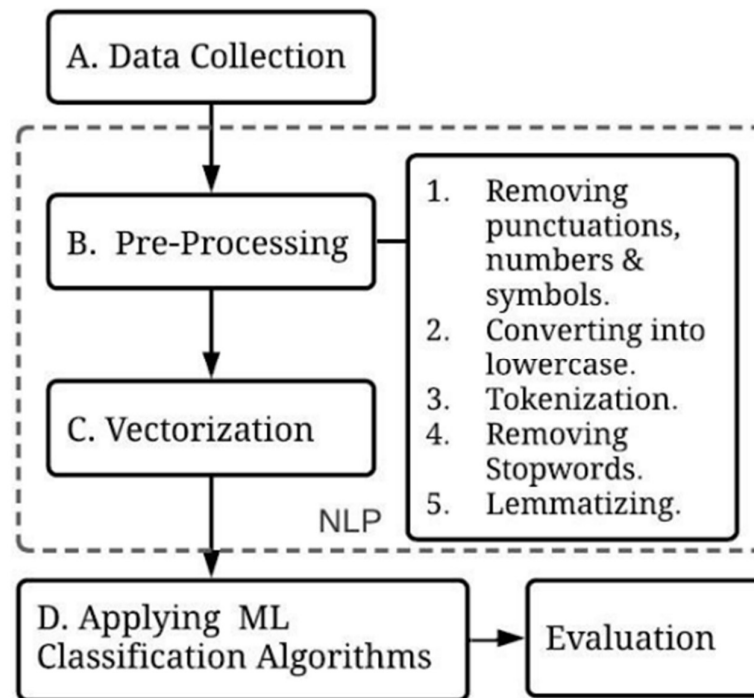 A. Data Collection
B.  Pre-Processing
1. Removing
punctuations,
numbers &
symbols.
2. Converting into
lowercase.
3. Tokenization.
4. Removing
Stopwords.
5. Lemmatizing.
C. Vectorization
NLP
D. Applying  ML
Classification Algorithms
Evaluation